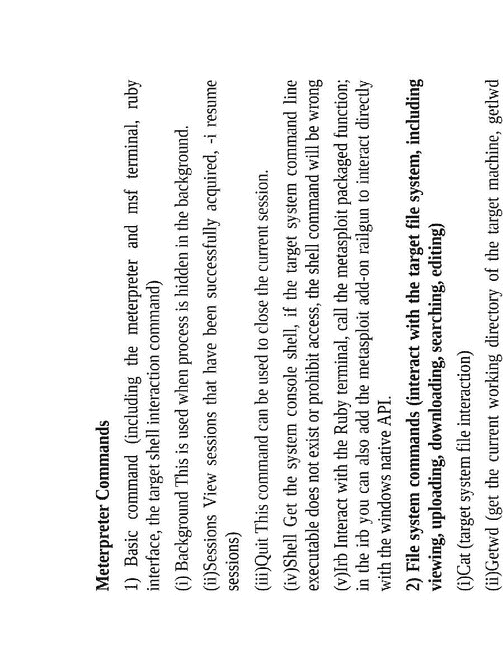 Meterpreter Commands
1) Basic command (including the meterpreter and msf terminal, ruby
interface, the target shell interaction command)
(i) Background This is used when process is hidden in the background.
(ii)Sessions View sessions that have been successfully acquired, -i resume
sessions)
(iii)Quit This command can be used to close the current session.
(iv)Shell Get the system console shell, if the target system command line
executable does not exist or prohibit access, the shell command will be wrong
(v)Irb Interact with the Ruby terminal, call the metasploit packaged function;
in the irb you can also add the metasploit add-on railgun to interact directly
with the windows native API.
2) File system commands (interact with the target file system, including
viewing, uploading, downloading, searching, editing)
(i)Cat (target system file interaction)
(ii)Getwd (get the current working directory of the target machine, getlwd